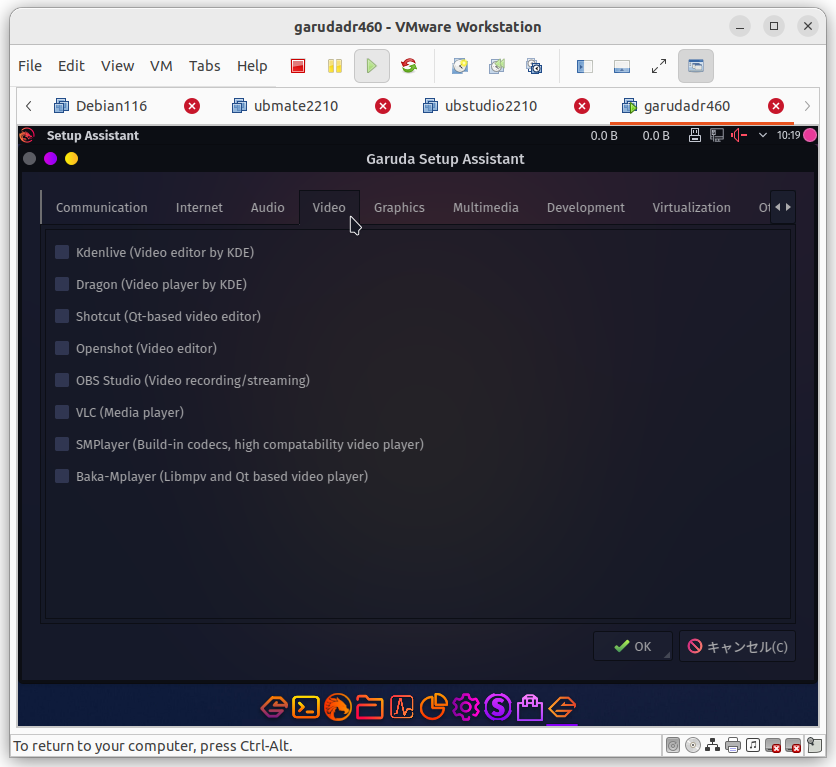 garudadr460 - VMware Workstation
File Edit View VM Tabs Help
Debian116 ubmate2210 ubstudio2210 garudadr460
Setup Assistant 0.0 B 0.0 B 10:19
Garuda Setup Assistant
Communication Internet Audio Video Graphics Multimedia Development Virtualization
Kdenlive (Video editor by KDE)
Dragon (Video player by KDE)
Shotcut (Qt-based video editor)
Openshot (Video editor)
OBS Studio (Video recording/streaming)
VLC (Media player)
SMPlayer (Build-in codecs, high compatability video player)
Baka-Mplayer (Libmpv and Qt based video player)
OK キャンセル(C)
To return to your computer, press Ctrl-Alt.